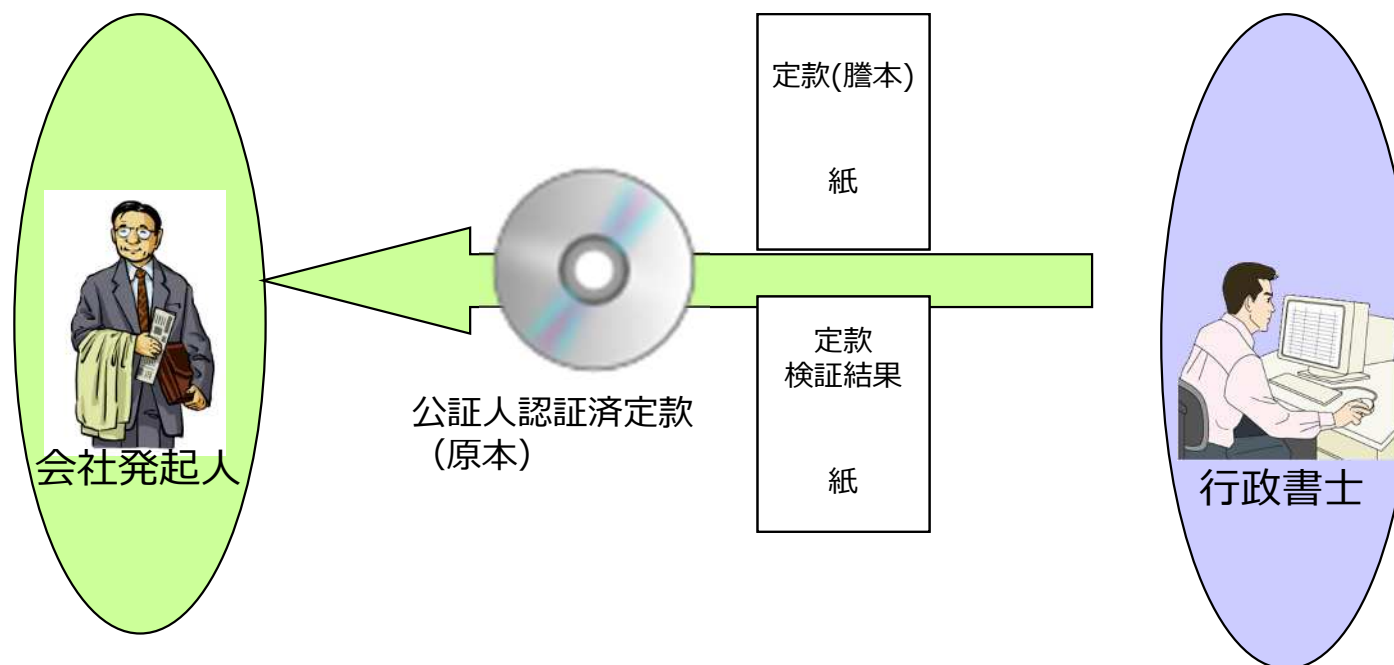 定款(謄本)
紙
公証人認証済定款
（原本）
定款
検証結果
紙
会社発起人
行政書士